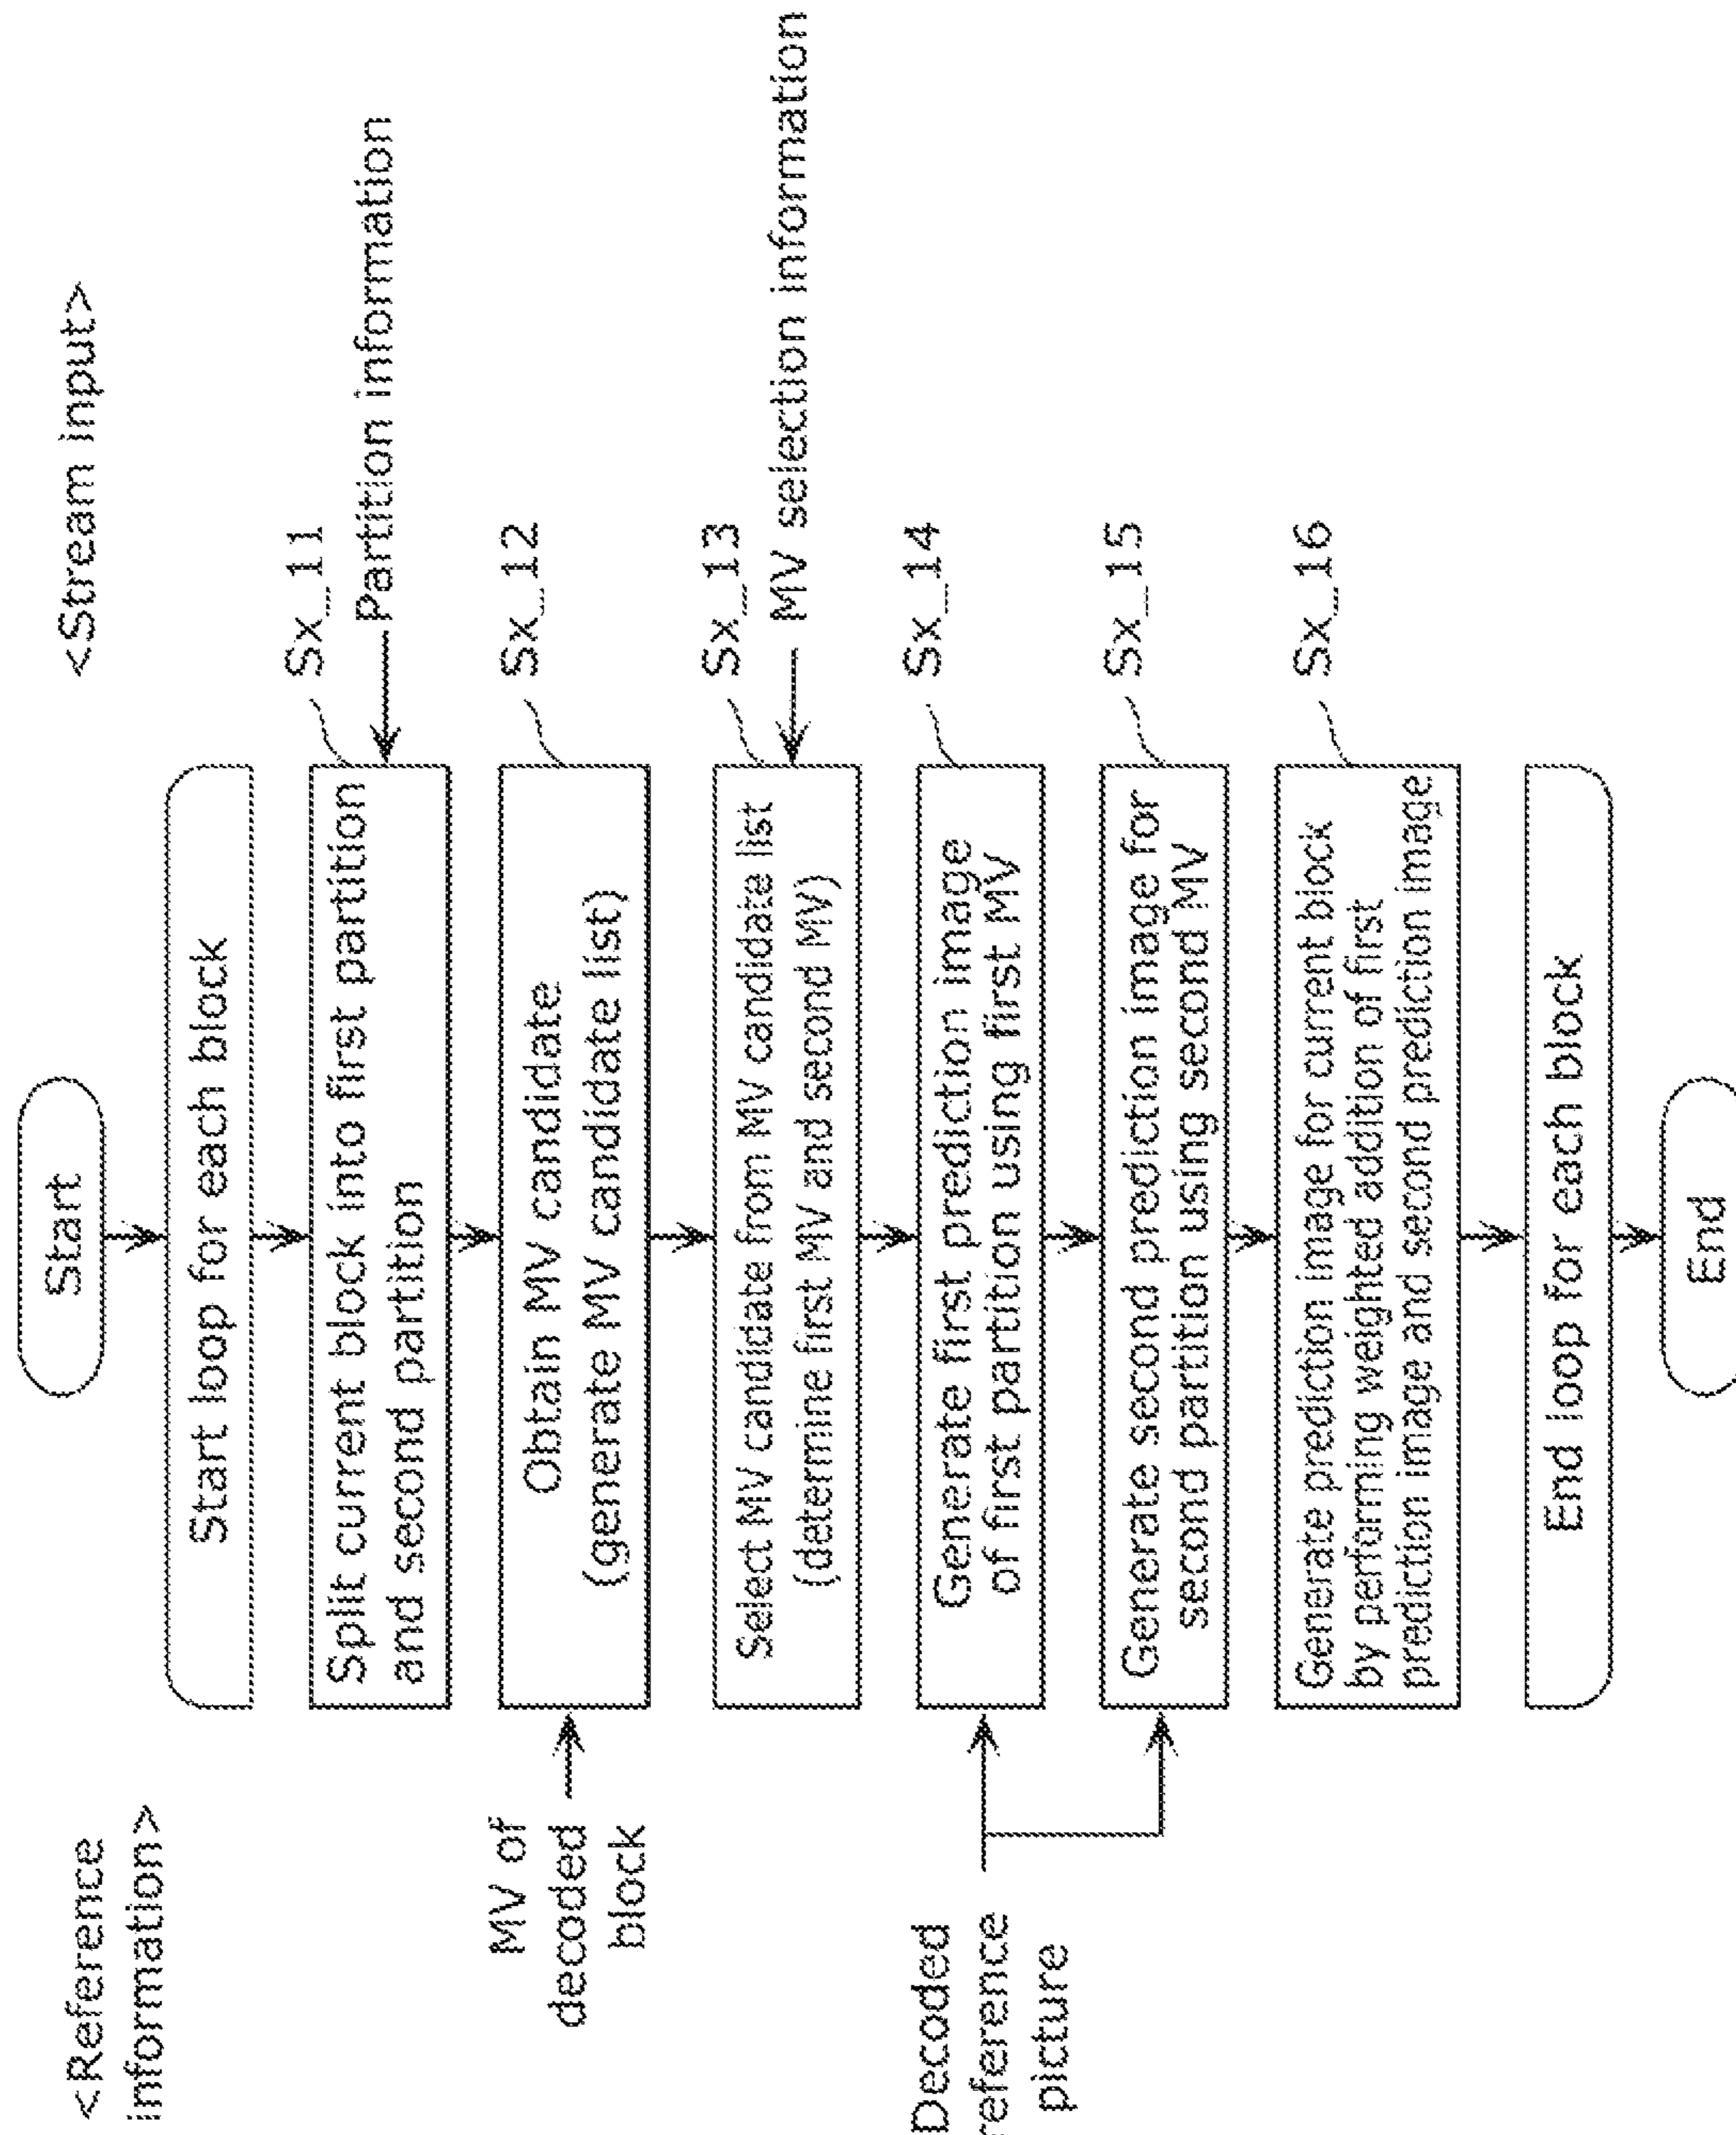 <Reference
information>
<Stream input>
Start
Start loop for each block
Sx_11
Split current block into first partition
and second partition
Partition information
Sx_12
MV of
decoded
block
Obtain MV candidate
(generate MV candidate list)
Sx_13
Select MV candidate from MV candidate list
(determine first MV and second MV)
MV selection information
Sx_14
Decoded
reference
picture
Generate first prediction image
of first partition using first MV
Sx_15
Generate second prediction image for
second partition using second MV
Sx_16
Generate prediction image for current block
by performing weighted addition of first
prediction image and second prediction image
End loop for each block
End